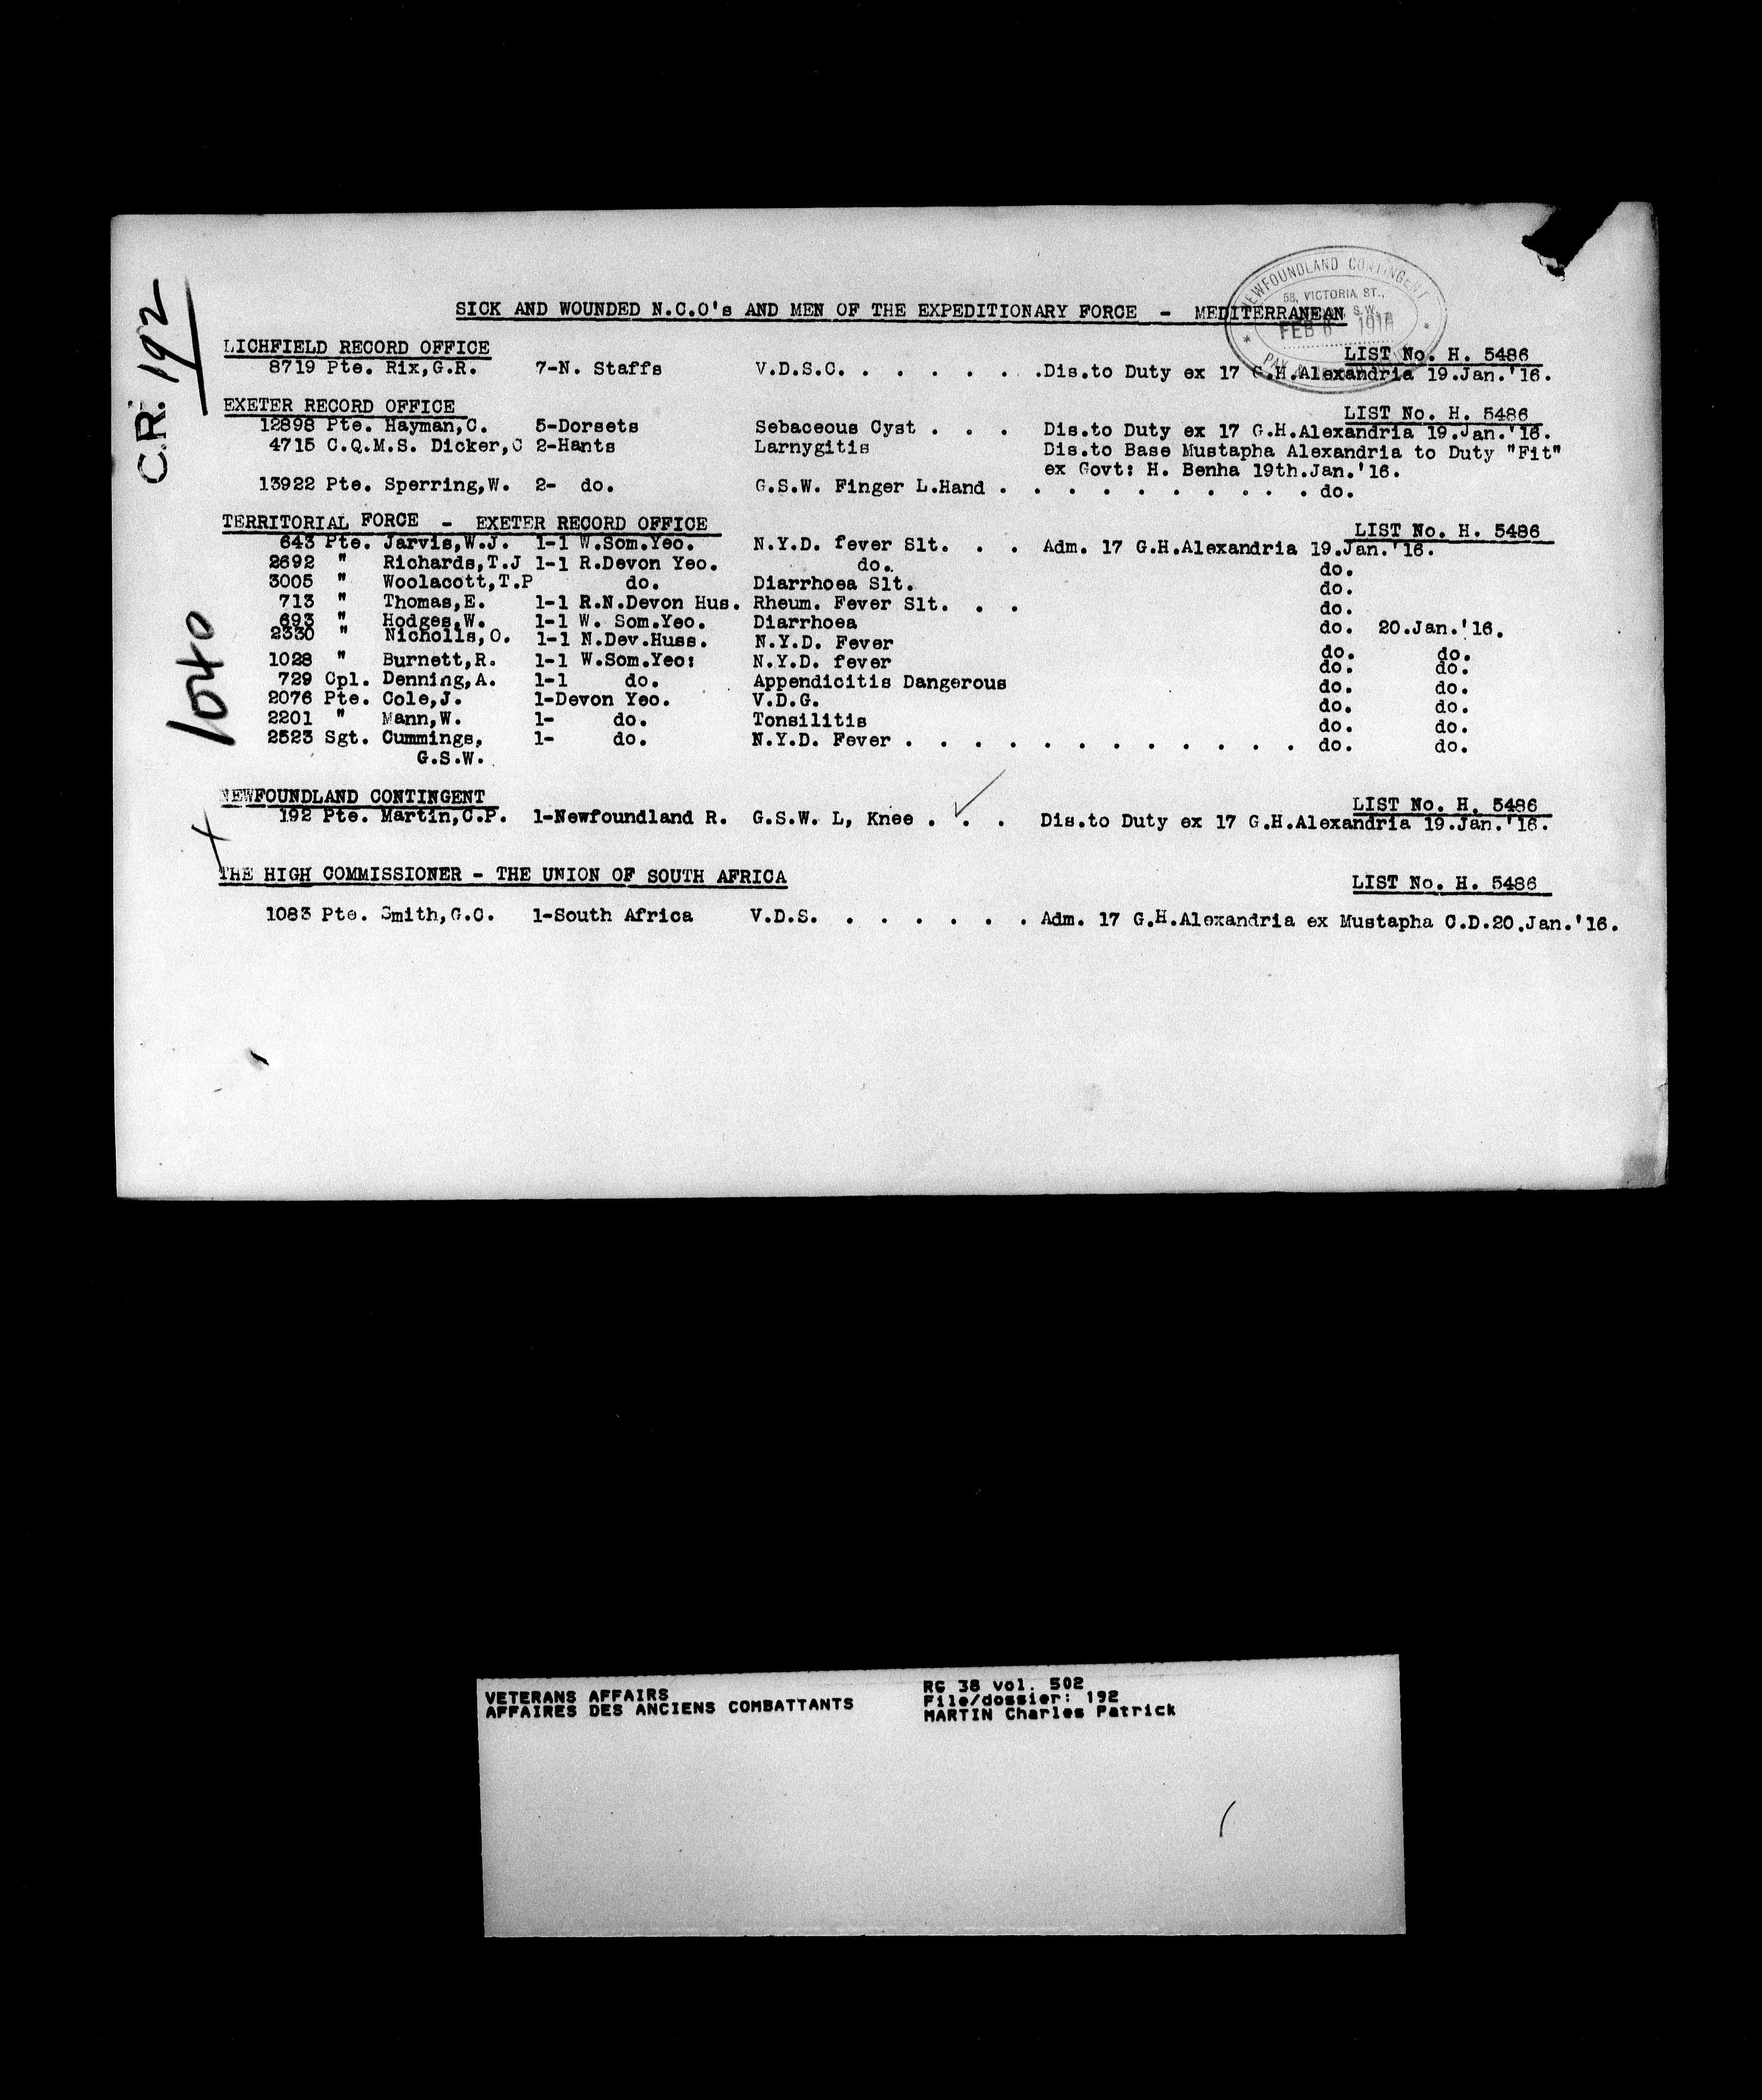 C.R. 192
1040
NEWFOUNDLAND CONTINGENT
58, VICTORIA ST.,
S.W.
FEB 8 1916
PAY
SICK AND WOUNDED N.C.O's AND MEN OF THE EXPEDITIONARY FORCE - MEDITERRANEAN
LICHFIELD RECORD OFFICE LIST No. H. 5486
8719 Pte. Rix,G.R. 7-N. Staffs V.D.S.C. . . . . . . .Dis.to Duty ex 17 G.H.Alexandria 19.Jan.'16.
EXETER RECORD OFFICE LIST No. H. 5486
12898 Pte. Hayman,C. 5-Dorsets Sebaceous Cyst . . . Dis.to Duty ex 17 G.H.Alexandria 19.Jan.'16.
4715 C.Q.M.S. Dicker,C 2-Hants Larnygitis Dis.to Base Mustapha Alexandria to Duty "Fit"
ex Govt: H. Benha 19th.Jan.'16.
13922 Pte. Sperring,W. 2- do. G.S.W. Finger L.Hand . . . . . . . . . . do.
TERRITORIAL FORCE - EXETER RECORD OFFICE LIST No. H. 5486
643 Pte. Jarvis,W.J. 1-1 W.Som.Yeo. N.Y.D. fever Slt. . . Adm. 17 G.H.Alexandria 19.Jan.'16.
2692 " Richards,T.J 1-1 R.Devon Yeo. do. do.
3005 " Woolacott,T.P do. Diarrhoea Slt. do.
713 " Thomas,E. 1-1 R.N.Devon Hus. Rheum. Fever Slt. . . do.
693 " Hodges,W. 1-1 W. Som.Yeo. Diarrhoea do. 20.Jan.'16.
2330 " Nicholls,O. 1-1 N.Dev.Huss. N.Y.D. Fever do. do.
1028 " Burnett,R. 1-1 W.Som.Yeo: N.Y.D. fever do. do.
729 Cpl. Denning,A. 1-1 do. Appendicitis Dangerous do. do.
2076 Pte. Cole,J. 1-Devon Yeo. V.D.G. do. do.
2201 " Mann,W. 1- do. Tonsilitis do. do.
2523 Sgt. Cummings, 1- do. N.Y.D. Fever . . . . . . . . . . . . do. do.
G.S.W.
NEWFOUNDLAND CONTINGENT LIST No. H. 5486
192 Pte. Martin,C.P. 1-Newfoundland R. G.S.W. L, Knee . . . Dis.to Duty ex 17 G.H.Alexandria 19.Jan.'16.
THE HIGH COMMISSIONER - THE UNION OF SOUTH AFRICA LIST No. H. 5486
1083 Pte. Smith,G.C. 1-South Africa V.D.S. . . . . . . Adm. 17 G.H.Alexandria ex Mustapha C.D.20.Jan.'16.
VETERANS AFFAIRS RG 38 vol. 502
AFFAIRES DES ANCIENS COMBATTANTS File/dossier: 192
MARTIN Charles Patrick